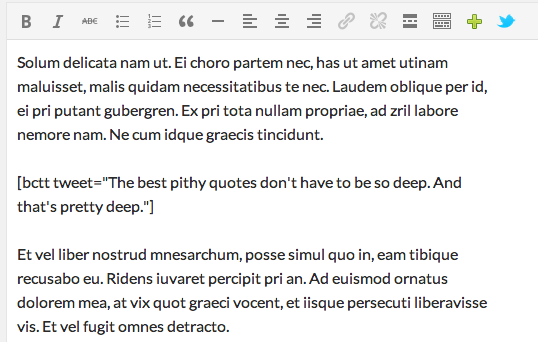 B I ABC
Solum delicata nam ut. Ei choro partem nec, has ut amet utinam
maluisset, malis quidam necessitatibus te nec. Laudem oblique per id,
ei pri putant gubergren. Ex pri tota nullam propriae, ad zril labore
nemore nam. Ne cum idque graecis tincidunt.
[bctt tweet="The best pithy quotes don't have to be so deep. And
that's pretty deep."]
Et vel liber nostrud mnesarchum, posse simul quo in, eam tibique
recusabo eu. Ridens iuvaret percipit pri an. Ad euismod ornatus
dolorem mea, at vix quot graeci vocent, et iisque persecuti liberavisse
vis. Et vel fugit omnes detracto.